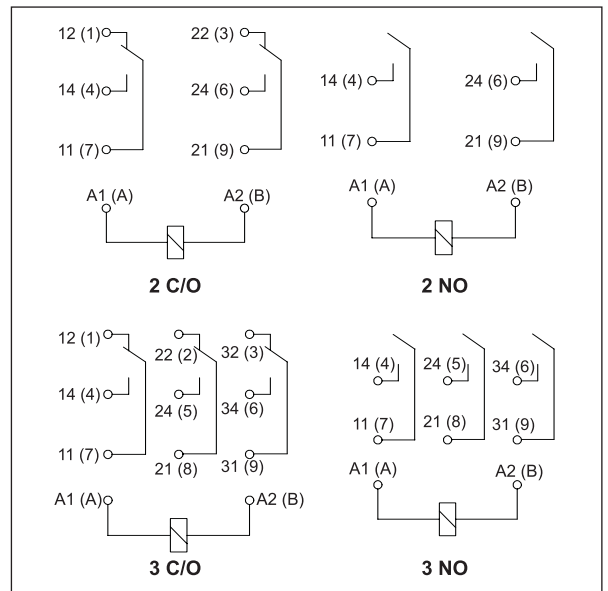 12 (1)
22 (3)
14 (4)
24 (6)
11 (7)
21 (9)
A1 (A)
A2 (B)
2 C/O
14 (4)
24 (6)
11 (7)
21 (9)
A1 (A)
A2 (B)
2 NO
12 (1)
22 (2)
32 (3)
14 (4)
24 (5)
34 (6)
11 (7)
21 (8)
31 (9)
A1 (A)
A2 (B)
3 C/O
14 (4)
24 (5)
34 (6)
11 (7)
21 (8)
31 (9)
A1 (A)
A2 (B)
3 NO